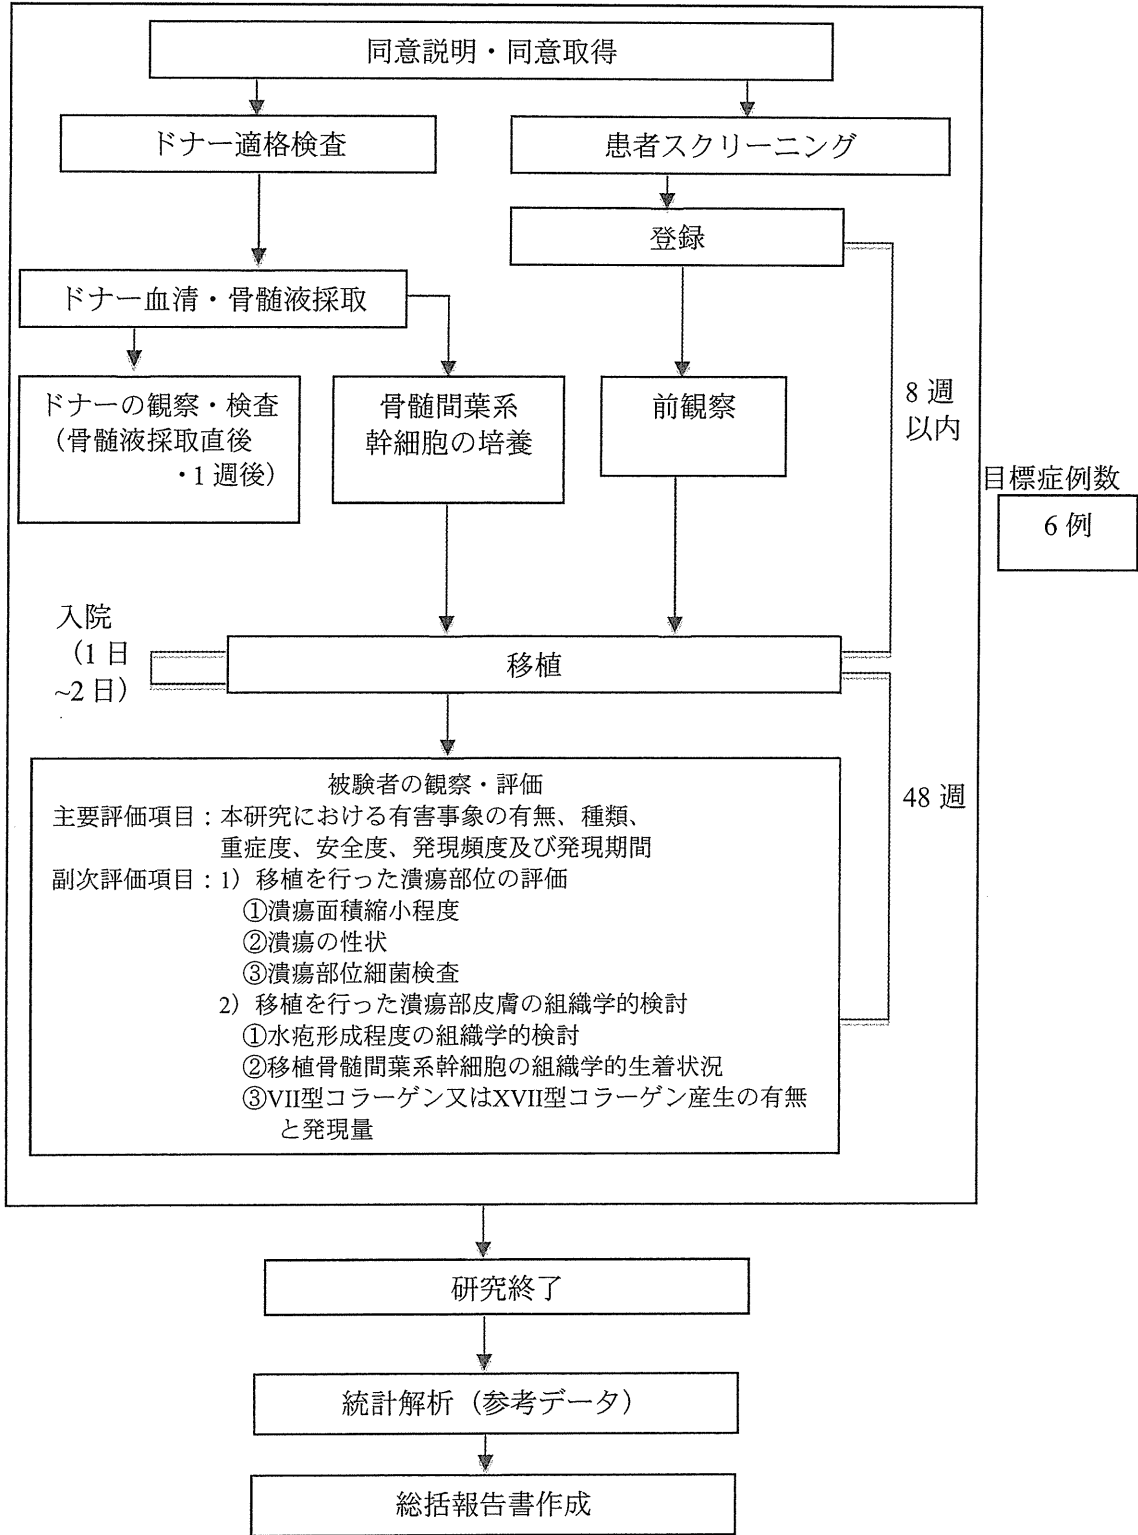 同意説明・同意取得
ドナー適格検査
患者スクリーニング
登録
ドナー血清・骨髄液採取
ドナーの観察・検査
（骨髄液採取直後
・1週後）
骨髄間葉系
幹細胞の培養
前観察
8週
以内
目標症例数
6例
入院
（1日
~2日）
移植
48週
被験者の観察・評価
主要評価項目：本研究における有害事象の有無、種類、
重症度、安全度、発現頻度及び発現期間
副次評価項目：1）移植を行った潰瘍部位の評価
①潰瘍面積縮小程度
②潰瘍の性状
③潰瘍部位細菌検査
2）移植を行った潰瘍部皮膚の組織学的検討
①水疱形成程度の組織学的検討
②移植骨髄間葉系幹細胞の組織学的生着状況
③VII型コラーゲン又はXVII型コラーゲン産生の有無
と発現量
研究終了
統計解析（参考データ）
総括報告書作成